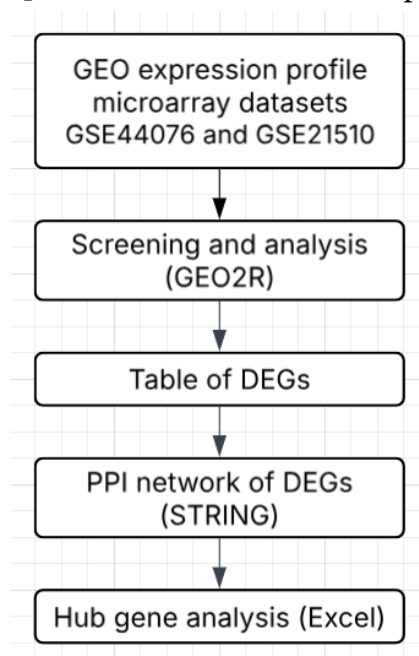 GEO expression profile
microarray datasets
GSE44076 and GSE21510
Screening and analysis
(GEO2R)
Table of DEGs
PPI network of DEGs
(STRING)
Hub gene analysis (Excel)